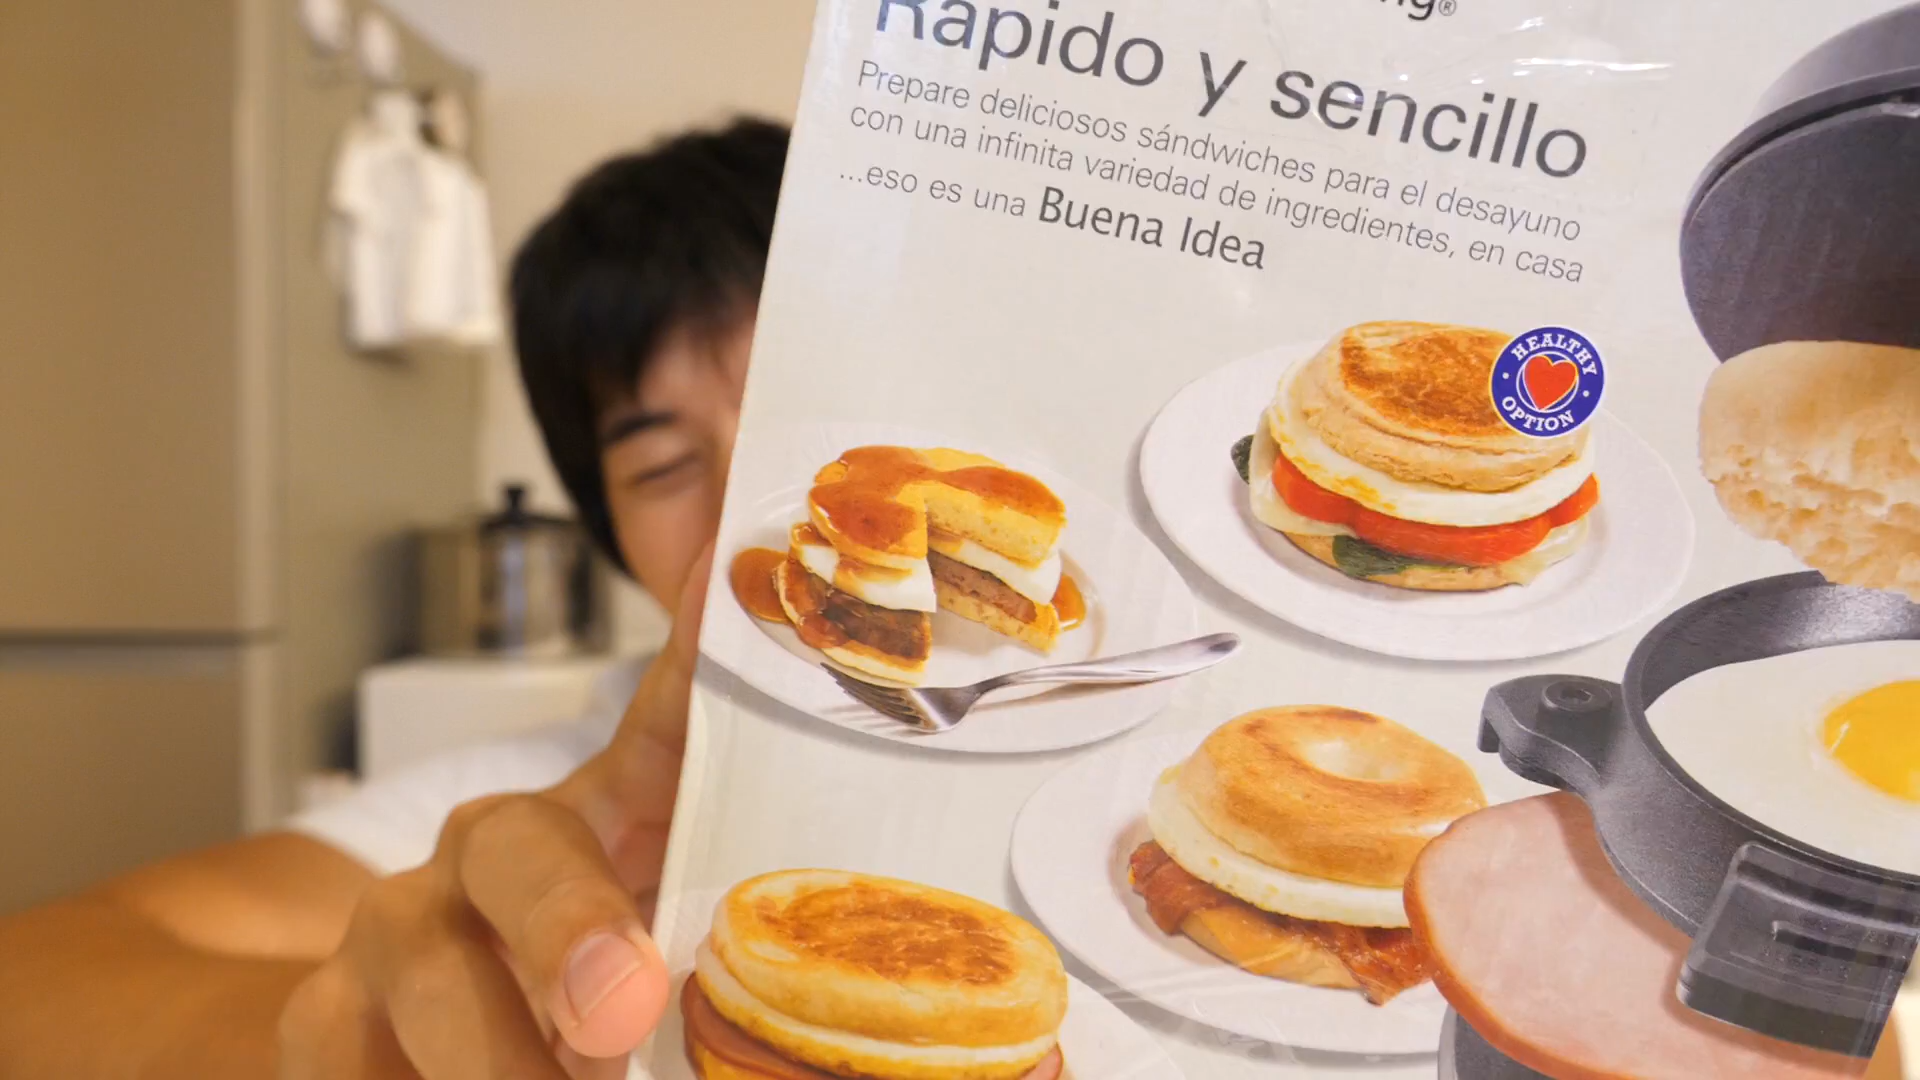 Rápido y sencillo
Prepare deliciosos sándwiches para el desayuno
con una infinita variedad de ingredientes, en casa
...eso es una Buena Idea
HEALTHY
OPTION